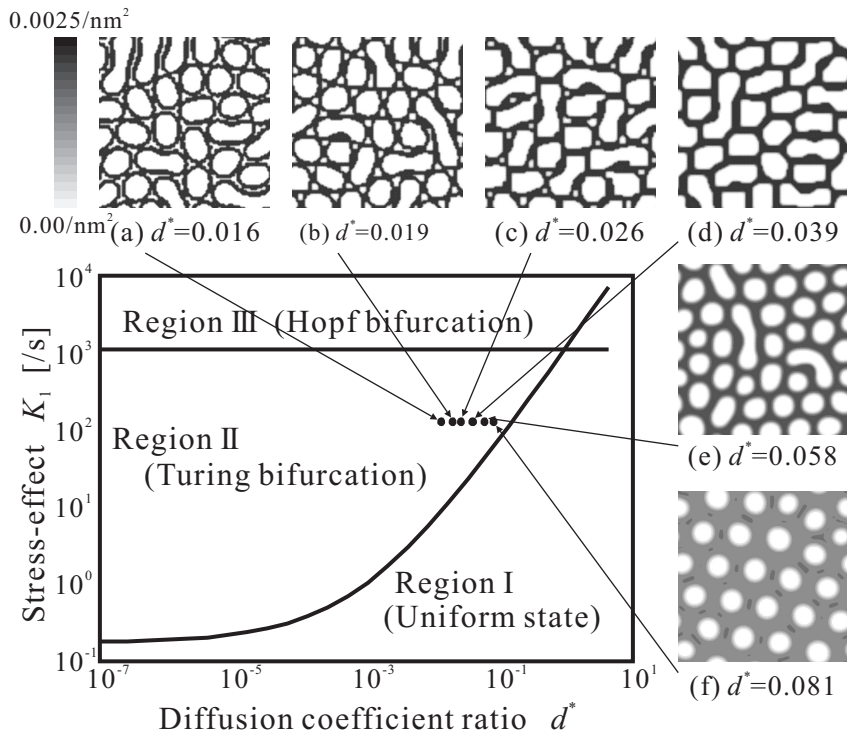 0.0025/nm²
0.00/nm²
(a) d*=0.016
(b) d*=0.019
(c) d*=0.026
(d) d*=0.039
(e) d*=0.058
(f) d*=0.081
Stress-effect K₁ [/s]
10⁴
10³
10²
10¹
10⁰
10⁻¹
Region Ⅲ (Hopf bifurcation)
Region Ⅱ
(Turing bifurcation)
Region Ⅰ
(Uniform state)
10⁻⁷
10⁻⁵
10⁻³
10⁻¹
10¹
Diffusion coefficient ratio d*